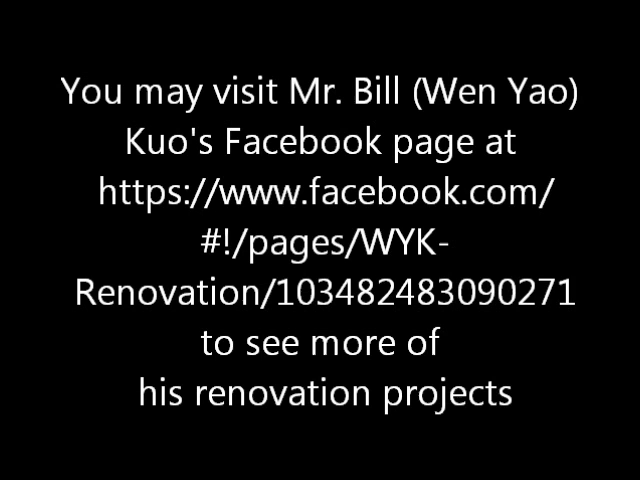 You may visit Mr. Bill (Wen Yao)
Kuo's Facebook page at
https://www.facebook.com/
#!/pages/WYK-
Renovation/103482483090271
to see more of
his renovation projects